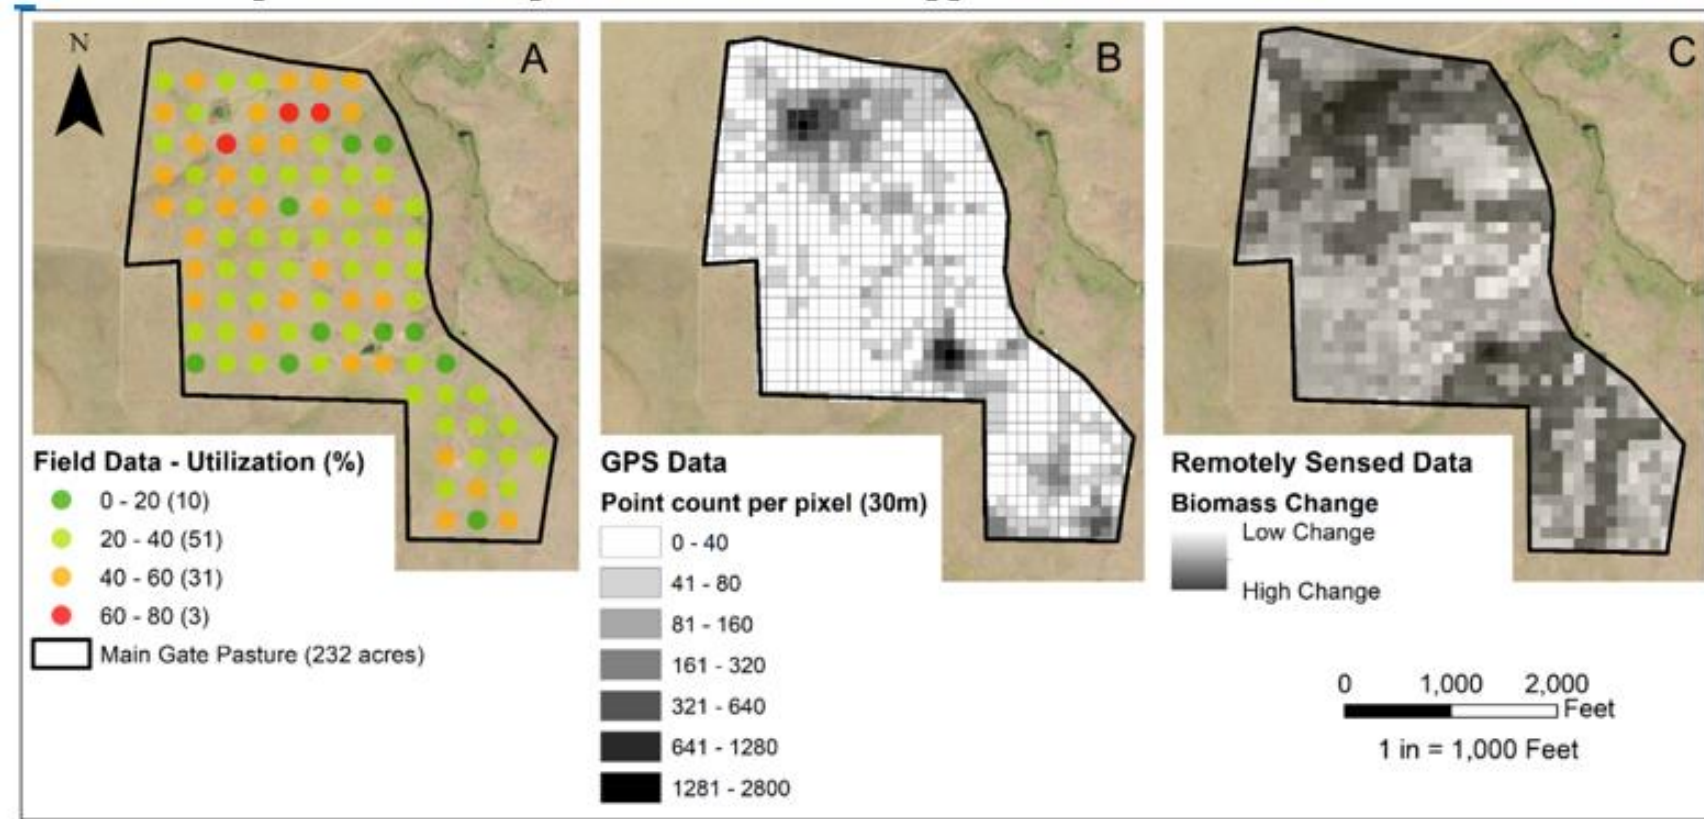 N
A
B
C
Field Data - Utilization (%)
0 - 20 (10)
20 - 40 (51)
40 - 60 (31)
60 - 80 (3)
Main Gate Pasture (232 acres)
GPS Data
Point count per pixel (30m)
0 - 40
41 - 80
81 - 160
161 - 320
321 - 640
641 - 1280
1281 - 2800
Remotely Sensed Data
Biomass Change
Low Change
High Change
0 1,000 2,000
Feet
1 in = 1,000 Feet